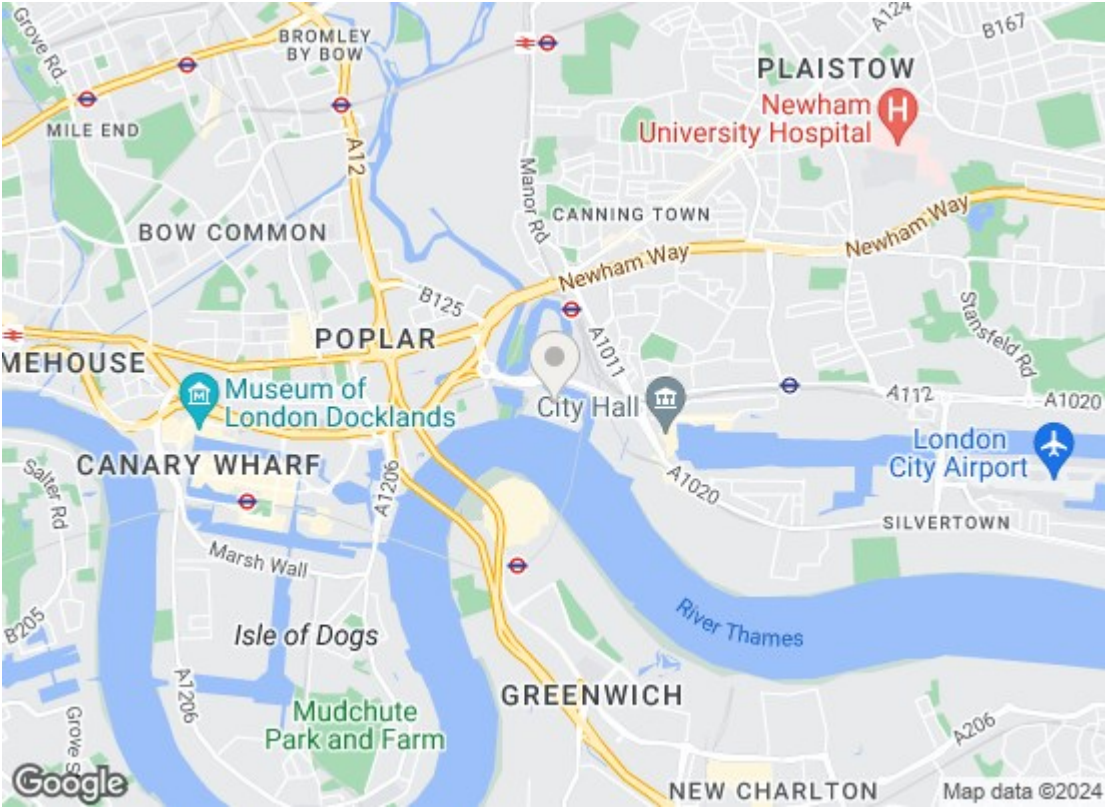 Grove Rd
BROMLEY
BY BOW
A124
B167
PLAISTOW
Newham
University Hospital
H
MILE END
A12
Manor Rd
CANNING TOWN
BOW COMMON
Newham Way
Newham Way
B125
Stansfeld Rd
POPLAR
A1011
MEHOUSE
Museum of
London Docklands
M
City Hall
A112
A1020
London
City Airport
CANARY WHARF
A1206
A1020
Salter Rd
SILVERTOWN
Marsh Wall
River Thames
B205
Isle of Dogs
A1206
GREENWICH
Mudchute
Park and Farm
Grove S
A206
Google
NEW CHARLTON
Map data ©2024